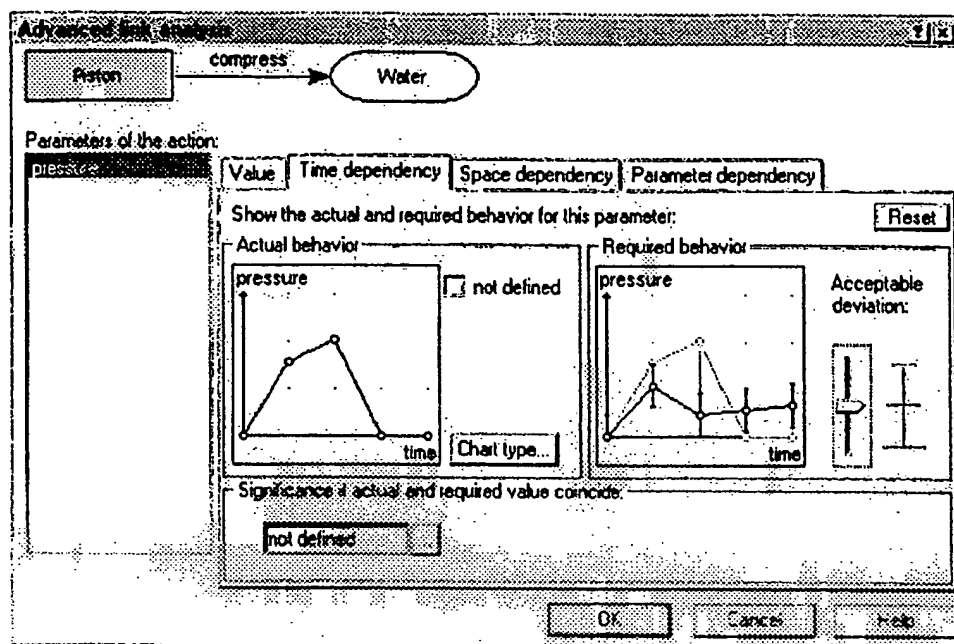 Advanced link analysis
compress
Piston
Water
Parameters of the action:
pressure
Value
Time dependency
Space dependency
Parameter dependency
Show the actual and required behavior for this parameter:
Reset
Actual behavior
pressure
not defined
time
Chart type...
Required behavior
pressure
time
Acceptable
deviation:
Significance if actual and required value coincide:
not defined
...
OK
Cancel
Help